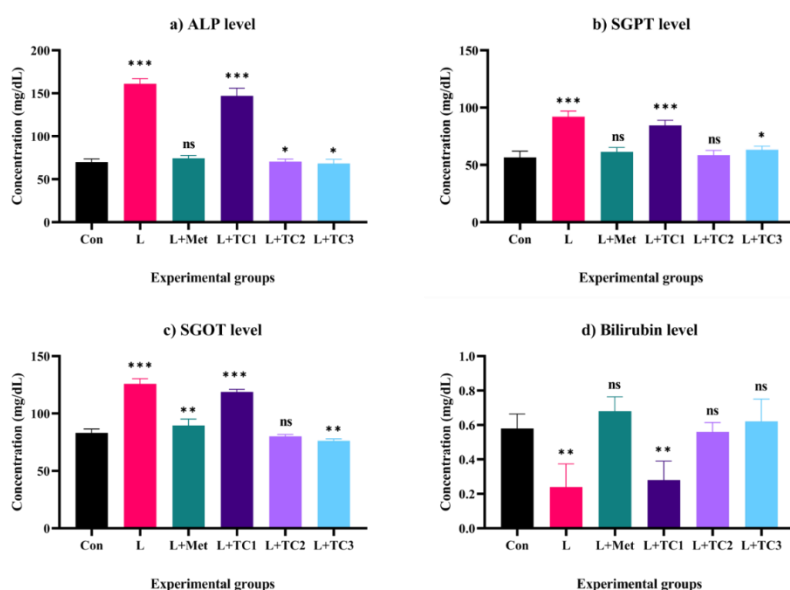 a) ALP level
Concentration (mg/dL)
200
150
100
50
0
***
ns
***
*
*
Con L L+Met L+TC1 L+TC2 L+TC3
Experimental groups
b) SGPT level
Concentration (mg/dL)
150
100
50
0
***
ns
***
ns
*
Con L L+Met L+TC1 L+TC2 L+TC3
Experimental groups
c) SGOT level
Concentration (mg/dL)
150
100
50
0
***
**
***
ns
**
Con L L+Met L+TC1 L+TC2 L+TC3
Experimental groups
d) Bilirubin level
Concentration (mg/dL)
1.0
0.8
0.6
0.4
0.2
0.0
**
ns
**
ns
ns
Con L L+Met L+TC1 L+TC2 L+TC3
Experimental groups